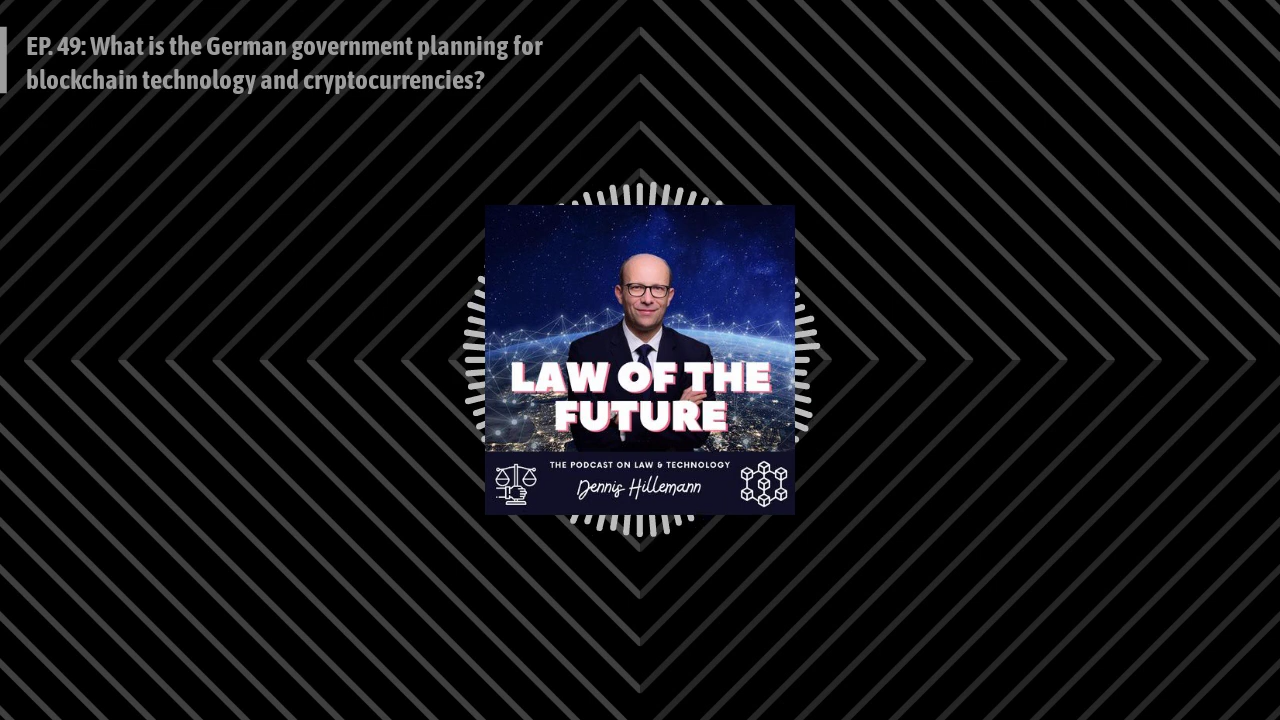 EP. 49: What is the German government planning for
blockchain technology and cryptocurrencies?
LAW OF THE
FUTURE
THE PODCAST ON LAW & TECHNOLOGY
Dennis Hillemann